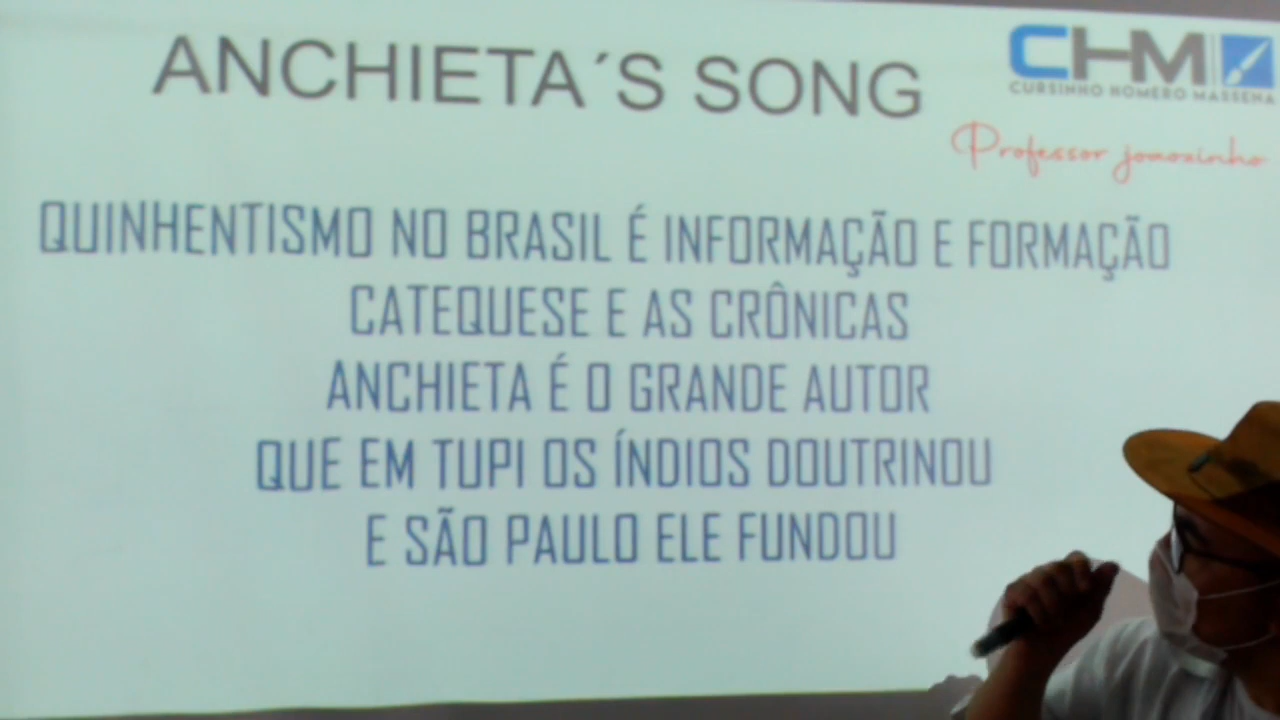 ANCHIETA´S SONG
CHM
CURSINHO HOMERO MASSENA
Professor joaozinho
QUINHENTISMO NO BRASIL É INFORMAÇÃO E FORMAÇÃO
CATEQUESE E AS CRÔNICAS
ANCHIETA É O GRANDE AUTOR
QUE EM TUPI OS ÍNDIOS DOUTRINOU
E SÃO PAULO ELE FUNDOU